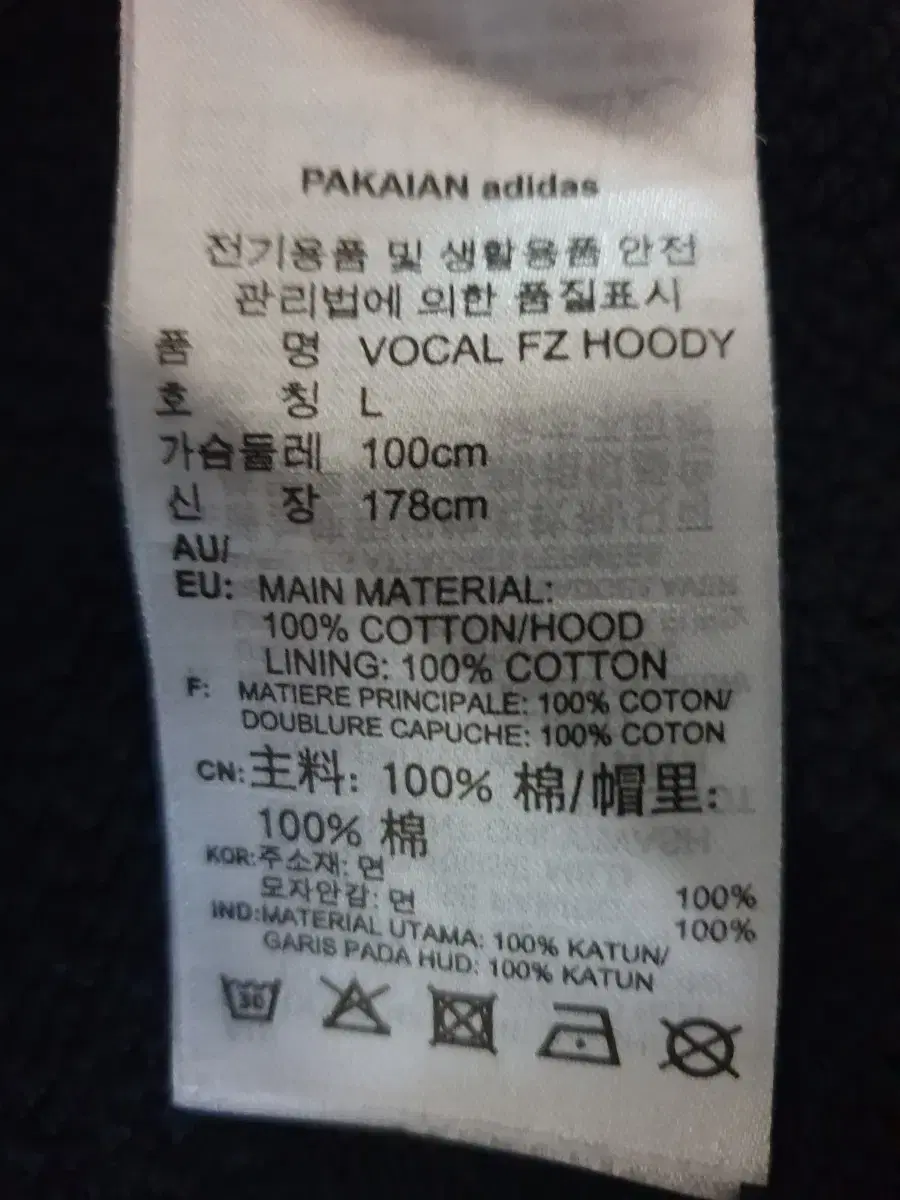 PAKAIAN adidas
전기용품 및 생활용품 안전
관리법에 의한 품질표시
품 명 VOCAL FZ HOODY
호 칭 L
가슴둘레 100cm
신 장 178cm
AU/
EU: MAIN MATERIAL:
100% COTTON/HOOD
LINING: 100% COTTON
F: MATIERE PRINCIPALE: 100% COTON/
DOUBLURE CAPUCHE: 100% COTON
CN: 主料: 100% 棉/帽里:
100% 棉
KOR: 주소재: 면 100%
모자안감: 면 100%
IND: MATERIAL UTAMA: 100% KATUN/
GARIS PADA HUD: 100% KATUN
30